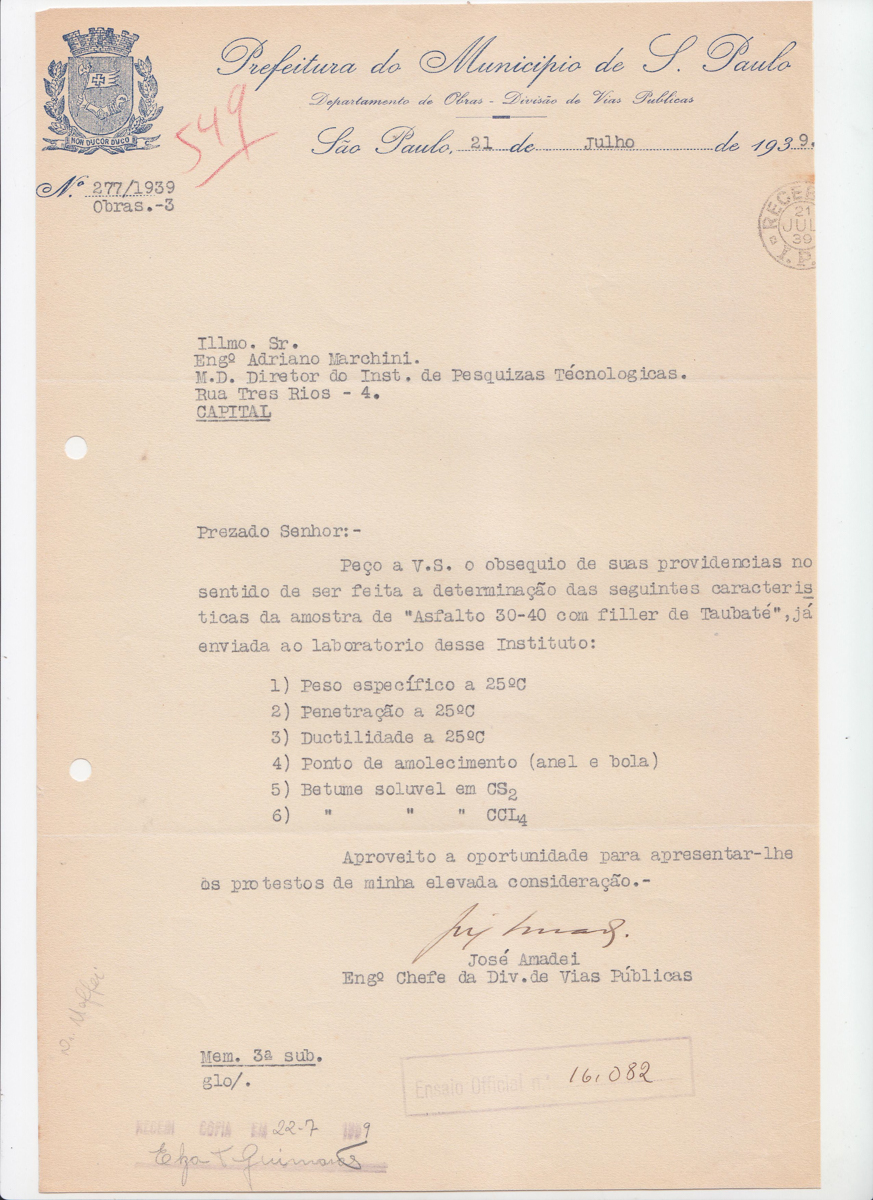 Prefeitura do Municipio de S. Paulo
Departamento de Obras - Divisão de Vias Publicas
São Paulo, 21 de Julho de 1939.
NON DUCOR DUCO
549
Nº 277/1939
Obras.-3
RECE
21
JUL
39
Illmo. Sr.
Engº Adriano Marchini.
M.D. Diretor do Inst. de Pesquizas Técnologicas.
Rua Tres Rios - 4.
CAPITAL
Prezado Senhor:-
Peço a V.S. o obsequio de suas providencias no
sentido de ser feita a determinação das seguintes caracteris
ticas da amostra de "Asfalto 30-40 com filler de Taubaté",já
enviada ao laboratorio desse Instituto:
1) Peso específico a 25ºC
2) Penetração a 25ºC
3) Ductilidade a 25ºC
4) Ponto de amolecimento (anel e bola)
5) Betume soluvel em CS2
6) " " " CCL4
Aproveito a oportunidade para apresentar-lhe
os protestos de minha elevada consideração.-
José Amadei
Engº Chefe da Div.de Vias Públicas
Dr. Maffei
Mem. 3ª sub.
glo/.
Ensaio Official n.º 16.082
RECEBI COPIA EM 22-7 1939
Guimarães